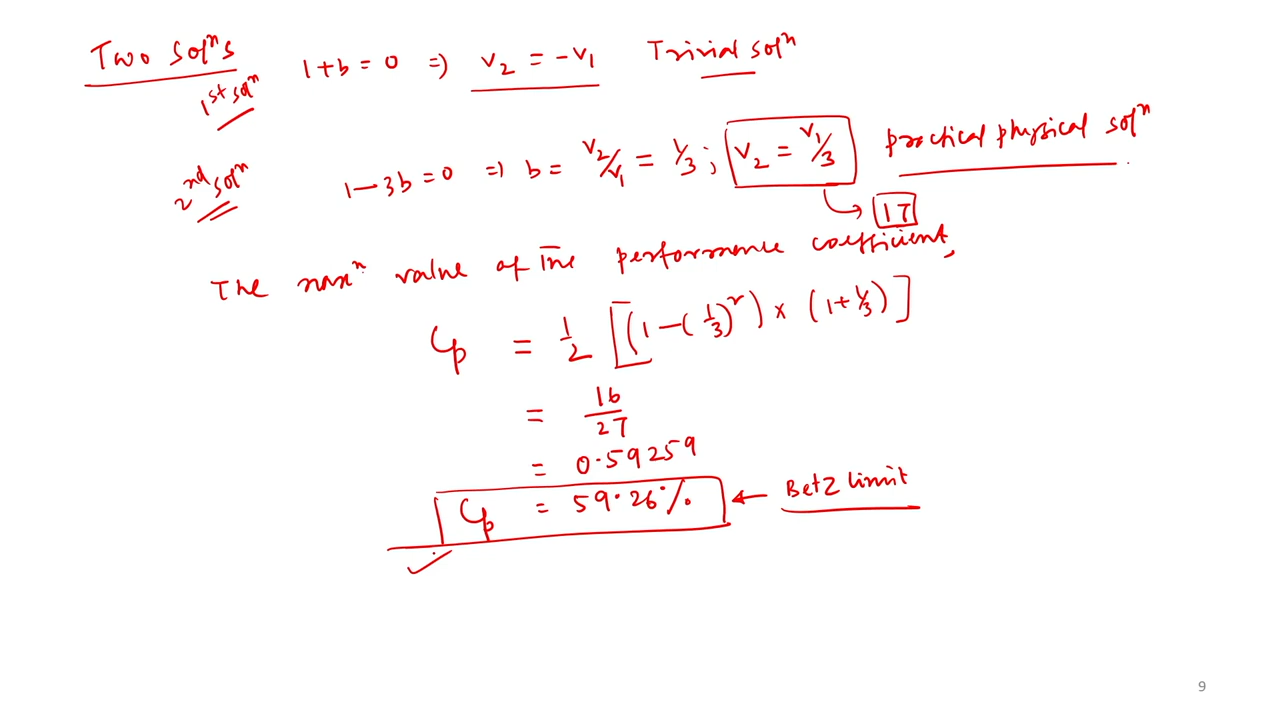 Two Solⁿs
1+b = 0 ⇒ v₂ = -v₁ Trivial solⁿ
1st solⁿ
2nd solⁿ
1-3b = 0 ⇒ b = v₂/v₁ = 1/3; v₂ = v₁/3 practical physical solⁿ
17
The maxᵐ value of the performance coefficient,
Cp = 1/2 [(1-(1/3)²) × (1+1/3)]
= 16/27
= 0.59259
Cp = 59.26% ← Betz limit
9